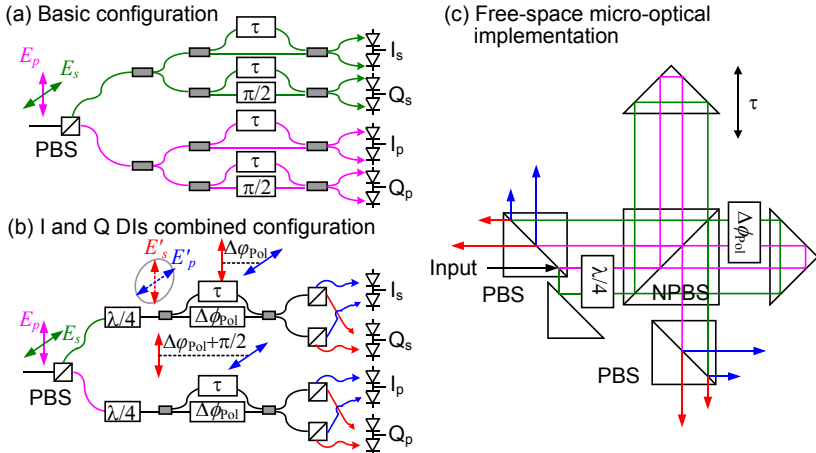 (a) Basic configuration
E_p
E_s
PBS
τ
τ
π/2
τ
τ
π/2
I_s
Q_s
I_p
Q_p
(b) I and Q DIs combined configuration
E'_s
E'_p
Δφ_Pol
E_p
E_s
PBS
λ/4
τ
Δϕ_Pol
Δφ_Pol+π/2
λ/4
τ
Δϕ_Pol
I_s
Q_s
I_p
Q_p
(c) Free-space micro-optical
implementation
τ
Δϕ_Pol
Input
λ/4
PBS
NPBS
PBS